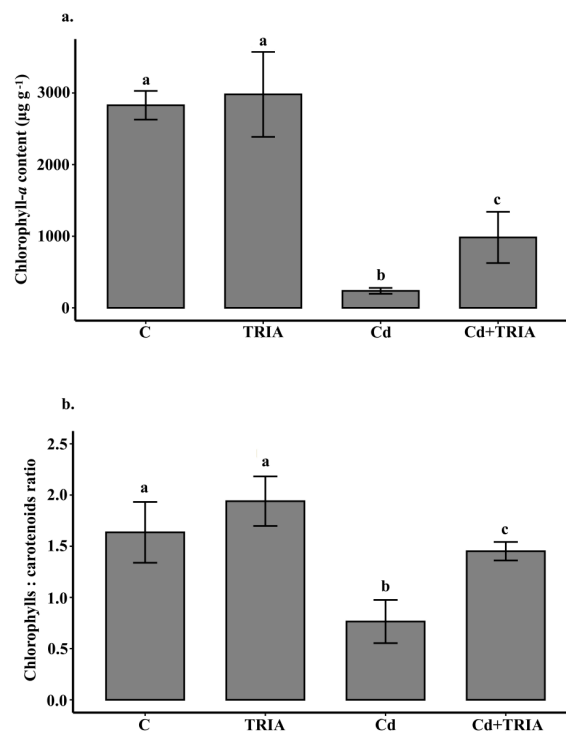 a.
Chlorophyll-a content (µg g⁻¹)
3000
2000
1000
0
a
a
b
c
C TRIA Cd Cd+TRIA
b.
Chlorophylls : carotenoids ratio
2.5
2.0
1.5
1.0
0.5
0.0
a
a
b
c
C TRIA Cd Cd+TRIA